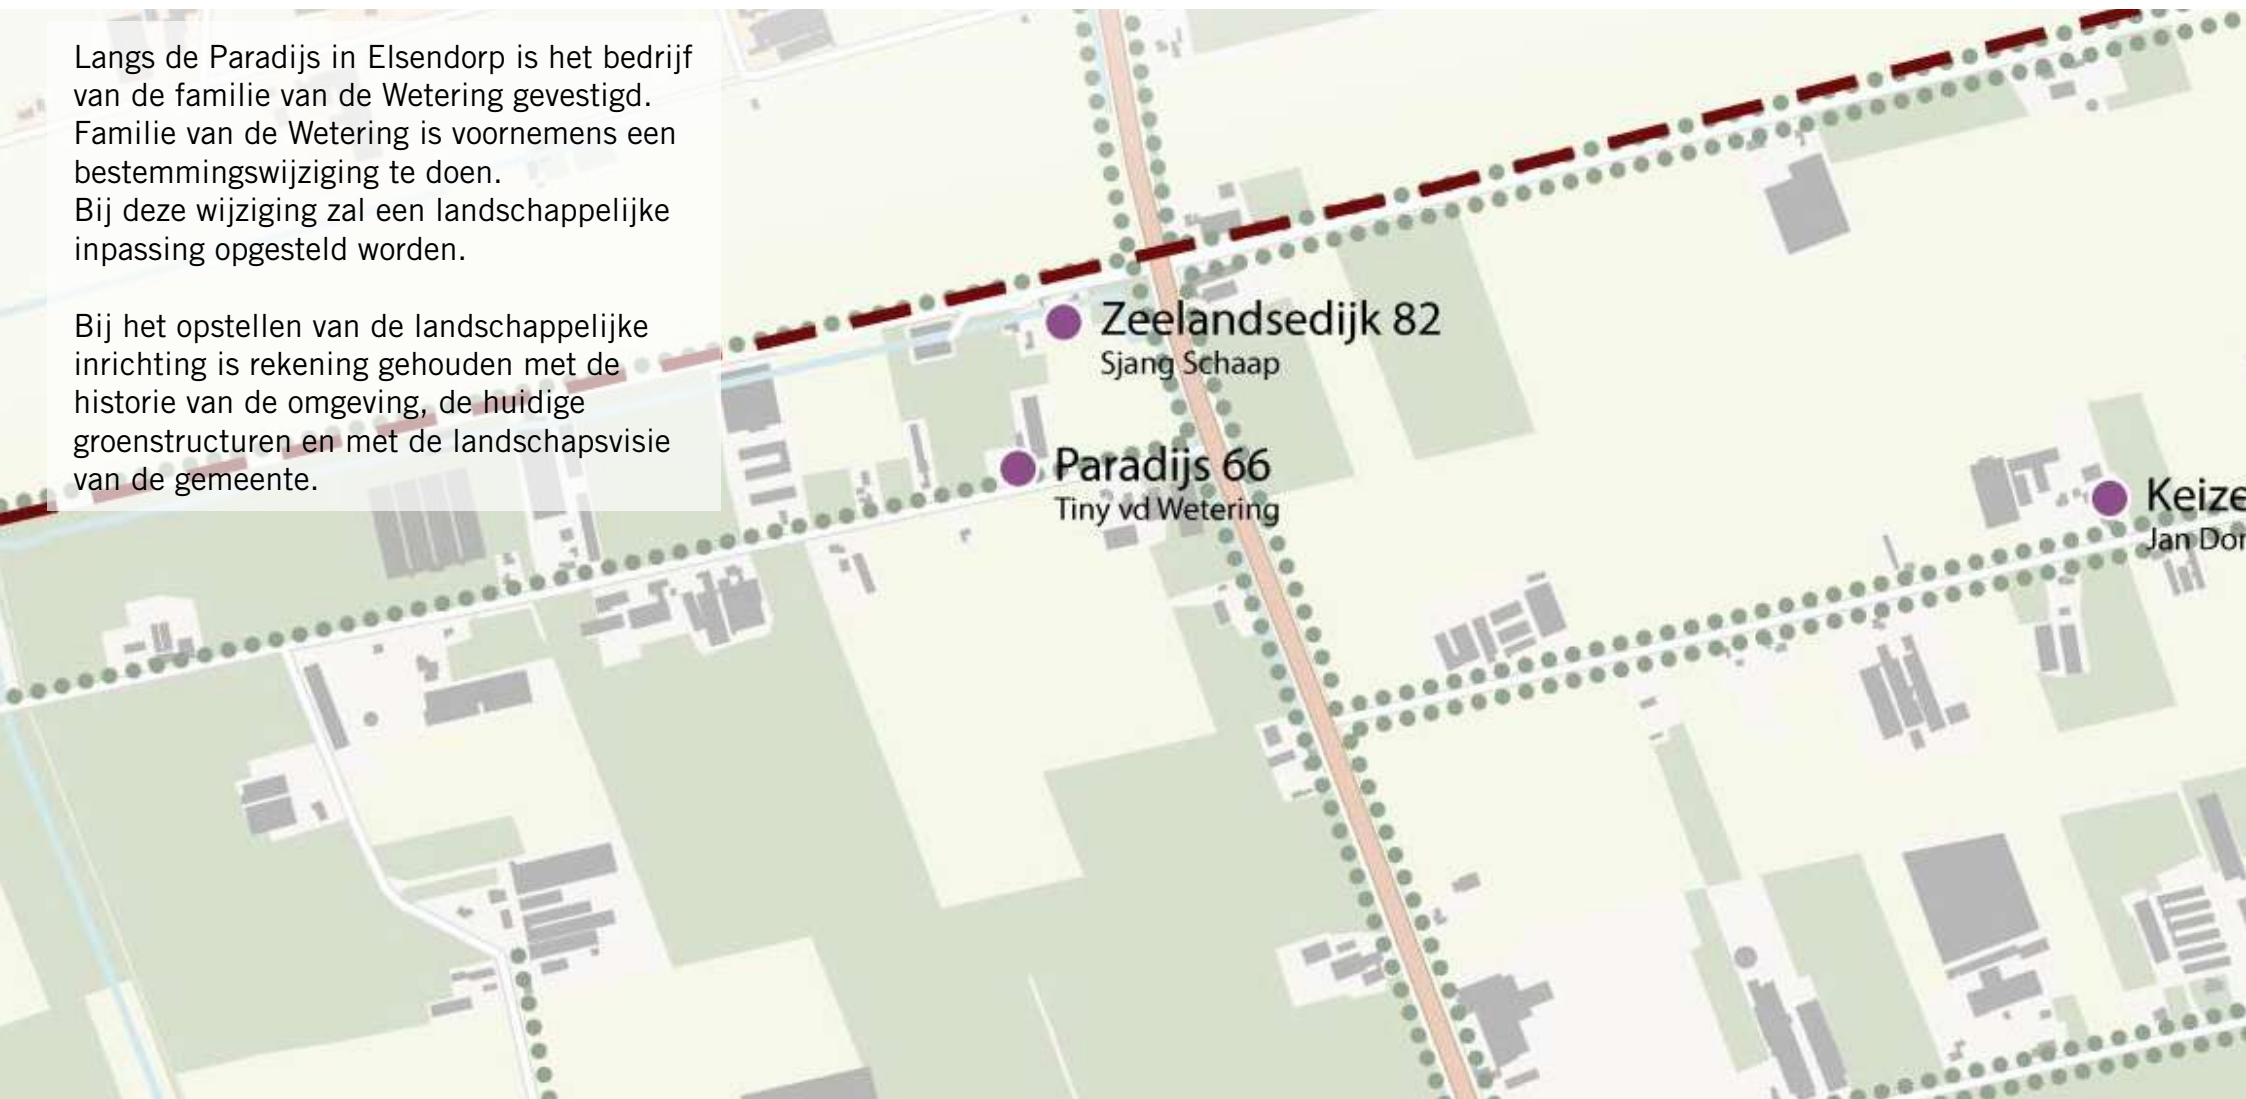 Langs de Paradijs in Elsendorp is het bedrijf
van de familie van de Wetering gevestigd.
Familie van de Wetering is voornemens een
bestemmingswijziging te doen.
Bij deze wijziging zal een landschappelijke
inpassing opgesteld worden.
Bij het opstellen van de landschappelijke
inrichting is rekening gehouden met de
historie van de omgeving, de huidige
groenstructuren en met de landschapsvisie
van de gemeente.
Zeelandsedijk 82
Sjang Schaap
Paradijs 66
Tiny vd Wetering
Keize
Jan Dor